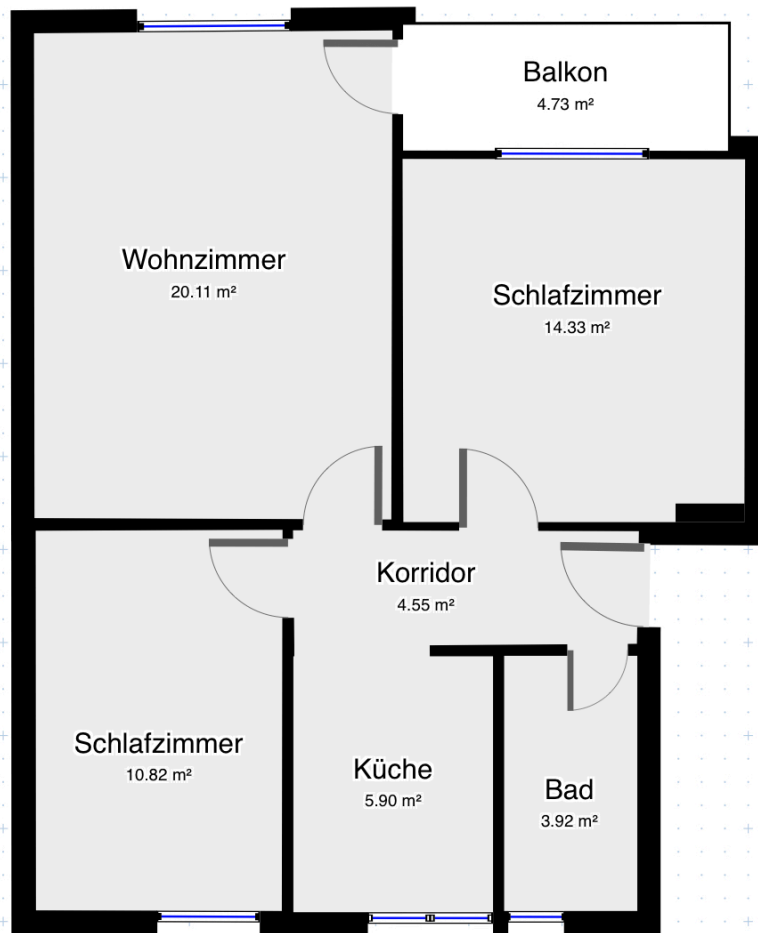 Balkon
4.73 m²
Wohnzimmer
20.11 m²
Schlafzimmer
14.33 m²
Korridor
4.55 m²
Schlafzimmer
10.82 m²
Küche
5.90 m²
Bad
3.92 m²